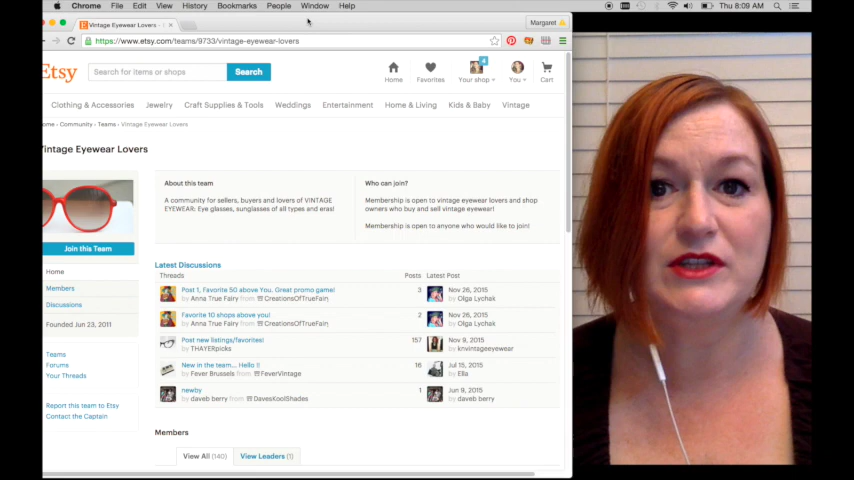 Chrome File Edit View History Bookmarks People Window Help Thu 8:09 AM
Vintage Eyewear Lovers - Margaret
https://www.etsy.com/teams/9733/vintage-eyewear-lovers
Etsy Search for items or shops Search
4
Home Favorites Your shop You Cart
Clothing & Accessories Jewelry Craft Supplies & Tools Weddings Entertainment Home & Living Kids & Baby Vintage
ome › Community › Teams › Vintage Eyewear Lovers
intage Eyewear Lovers
About this team
A community for sellers, buyers and lovers of VINTAGE
EYEWEAR: Eye glasses, sunglasses of all types and eras!
Who can join?
Membership is open to vintage eyewear lovers and shop
owners who buy and sell vintage eyewear!
Membership is open to anyone who would like to join!
Join this Team
Home
Members
Discussions
Founded Jun 23, 2011
Teams
Forums
Your Threads
Report this team to Etsy
Contact the Captain
Latest Discussions
Threads Posts Latest Post
Post 1, Favorite 50 above You. Great promo game! 3 Nov 26, 2015
by Anna True Fairy from CreationsOfTrueFairy by Olga Lychak
Favorite 10 shops above you! 2 Nov 26, 2015
by Anna True Fairy from CreationsOfTrueFairy by Olga Lychak
Post new listings/favorites! 157 Nov 9, 2015
by THAYERpicks by knvintageeyewear
New in the team... Hello !! 16 Jul 15, 2015
by Fever Brussels from FeverVintage by Ella
newby 1 Jun 9, 2015
by daveb berry from DavesKoolShades by daveb berry
Members
View All (140) View Leaders (1)